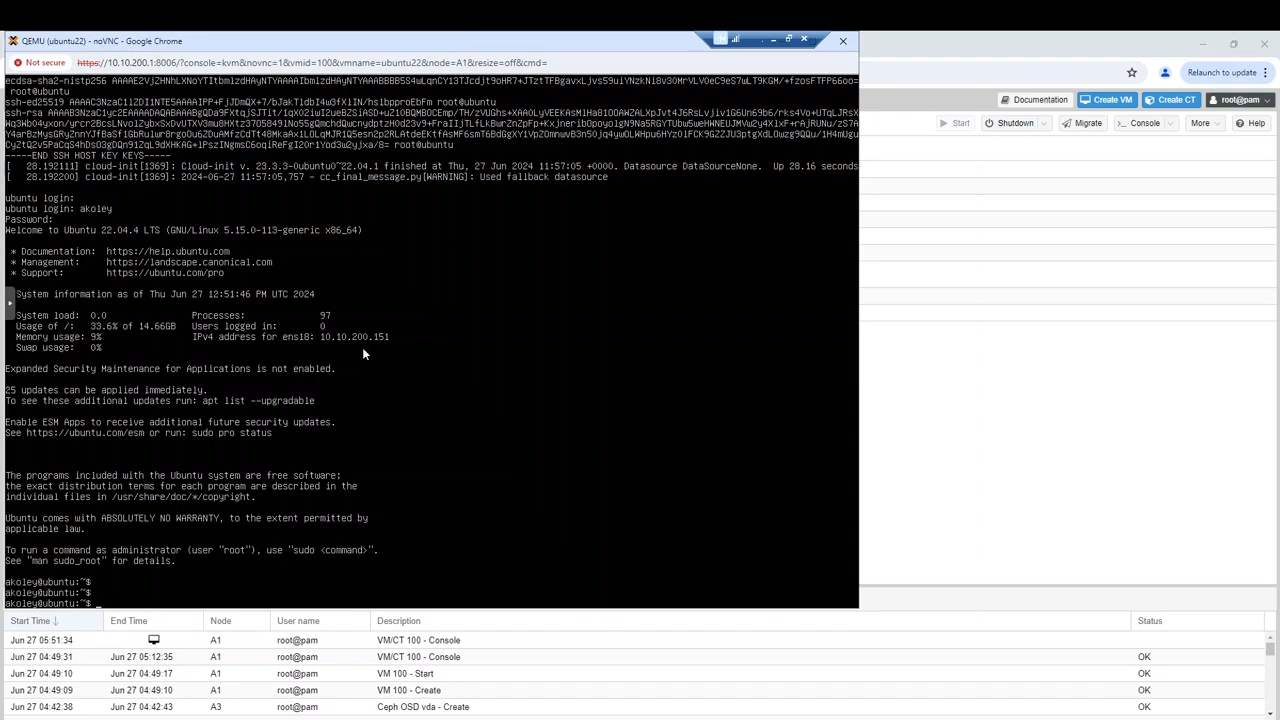 QEMU (ubuntu22) - noVNC - Google Chrome
Not secure https://10.10.200.1:8006/?console=kvm&novnc=1&vmid=100&vmname=ubuntu22&node=A1&resize=off&cmd=
Relaunch to update
Documentation Create VM Create CT root@pam
Start Shutdown Migrate Console More Help
ecdsa-sha2-nistp256
root@ubuntu
ssh-ed25519 root@ubuntu
ssh-rsa
root@ubuntu
-----END SSH HOST KEY KEYS-----
[ 28.192111] cloud-init[1369]: Cloud-init v. 23.3.3-0ubuntu0~22.04.1 finished at Thu, 27 Jun 2024 11:57:05 +0000. Datasource DataSourceNone. Up 28.16 seconds
[ 28.192200] cloud-init[1369]: 2024-06-27 11:57:05,757 - cc_final_message.py[WARNING]: Used fallback datasource
ubuntu login:
ubuntu login: akoley
Password:
Welcome to Ubuntu 22.04.4 LTS (GNU/Linux 5.15.0-113-generic x86_64)
* Documentation: https://help.ubuntu.com
* Management: https://landscape.canonical.com
* Support: https://ubuntu.com/pro
System information as of Thu Jun 27 12:51:46 PM UTC 2024
System load: 0.0 Processes: 97
Usage of /: 33.6% of 14.66GB Users logged in: 0
Memory usage: 9% IPv4 address for ens18: 10.10.200.151
Swap usage: 0%
Expanded Security Maintenance for Applications is not enabled.
25 updates can be applied immediately.
To see these additional updates run: apt list --upgradable
Enable ESM Apps to receive additional future security updates.
See https://ubuntu.com/esm or run: sudo pro status
The programs included with the Ubuntu system are free software;
the exact distribution terms for each program are described in the
individual files in /usr/share/doc/*/copyright.
Ubuntu comes with ABSOLUTELY NO WARRANTY, to the extent permitted by
applicable law.
To run a command as administrator (user "root"), use "sudo <command>".
See "man sudo_root" for details.
akoley@ubuntu:~$
akoley@ubuntu:~$
akoley@ubuntu:~$ _
Start Time End Time Node User name Description Status
Jun 27 05:51:34 A1 root@pam VM/CT 100 - Console
Jun 27 04:49:31 Jun 27 05:12:35 A1 root@pam VM/CT 100 - Console OK
Jun 27 04:49:10 Jun 27 04:49:17 A1 root@pam VM 100 - Start OK
Jun 27 04:49:09 Jun 27 04:49:10 A1 root@pam VM 100 - Create OK
Jun 27 04:42:38 Jun 27 04:42:43 A3 root@pam Ceph OSD vda - Create OK